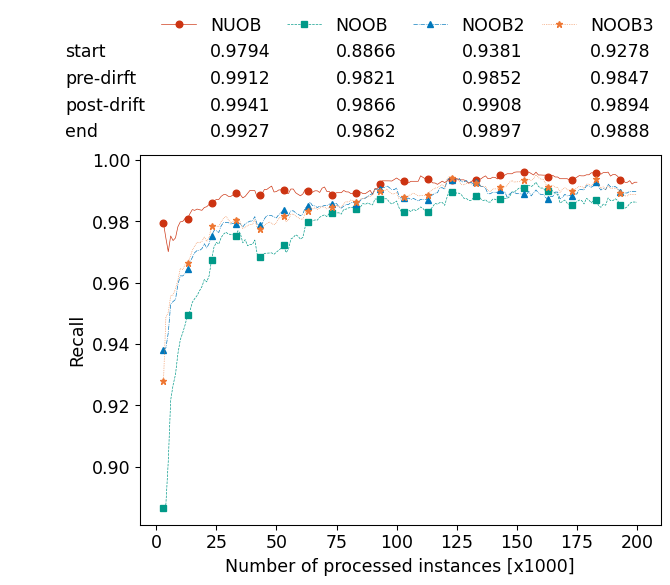 NUOB NOOB NOOB2 NOOB3
start 0.9794 0.8866 0.9381 0.9278
pre-dirft 0.9912 0.9821 0.9852 0.9847
post-drift 0.9941 0.9866 0.9908 0.9894
end 0.9927 0.9862 0.9897 0.9888
1.00
0.98
0.96
0.94
0.92
0.90
Recall
0 25 50 75 100 125 150 175 200
Number of processed instances [x1000]